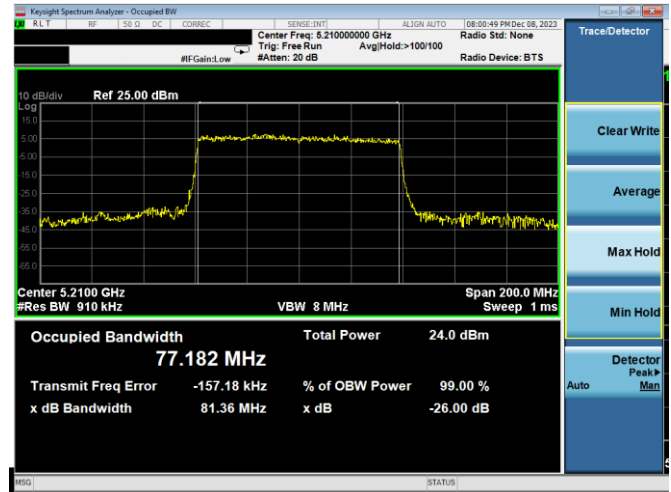 Keysight Spectrum Analyzer - Occupied BW
LXI RLT RF 50 Ω DC CORREC SENSE:INT ALIGN AUTO 08:00:49 PM Dec 08, 2023
Center Freq: 5.210000000 GHz Radio Std: None
Trig: Free Run Avg|Hold:>100/100
#IFGain:Low #Atten: 20 dB Radio Device: BTS
Trace/Detector
10 dB/div Ref 25.00 dBm
Log
15.0
5.00
-5.00
-15.0
-25.0
-35.0
-45.0
-55.0
-65.0
Center 5.2100 GHz Span 200.0 MHz
#Res BW 910 kHz VBW 8 MHz Sweep 1 ms
Occupied Bandwidth Total Power 24.0 dBm
77.182 MHz
Transmit Freq Error -157.18 kHz % of OBW Power 99.00 %
x dB Bandwidth 81.36 MHz x dB -26.00 dB
Clear Write
Average
Max Hold
Min Hold
Detector
Peak▶
Auto Man
MSG STATUS